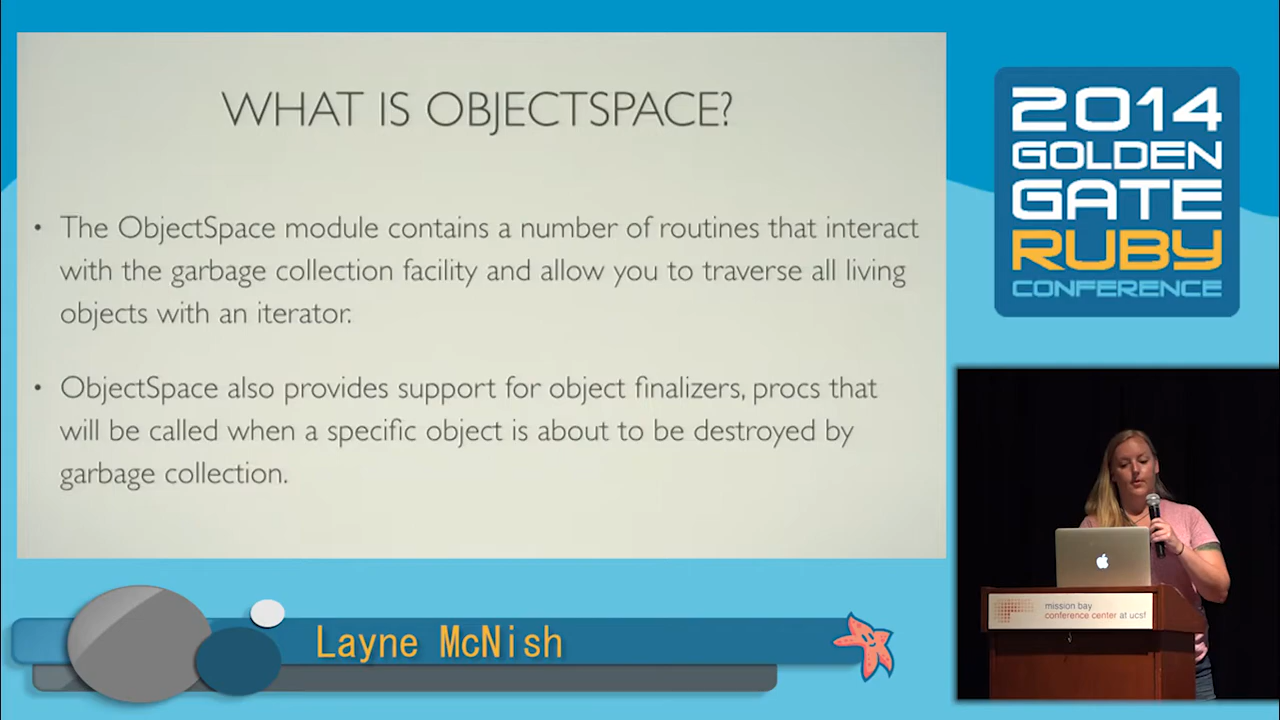 WHAT IS OBJECTSPACE?
• The ObjectSpace module contains a number of routines that interact
with the garbage collection facility and allow you to traverse all living
objects with an iterator.
• ObjectSpace also provides support for object finalizers, procs that
will be called when a specific object is about to be destroyed by
garbage collection.
2014
GOLDEN
GATE
RUBY
CONFERENCE
mission bay
conference center at ucsf
Layne McNish